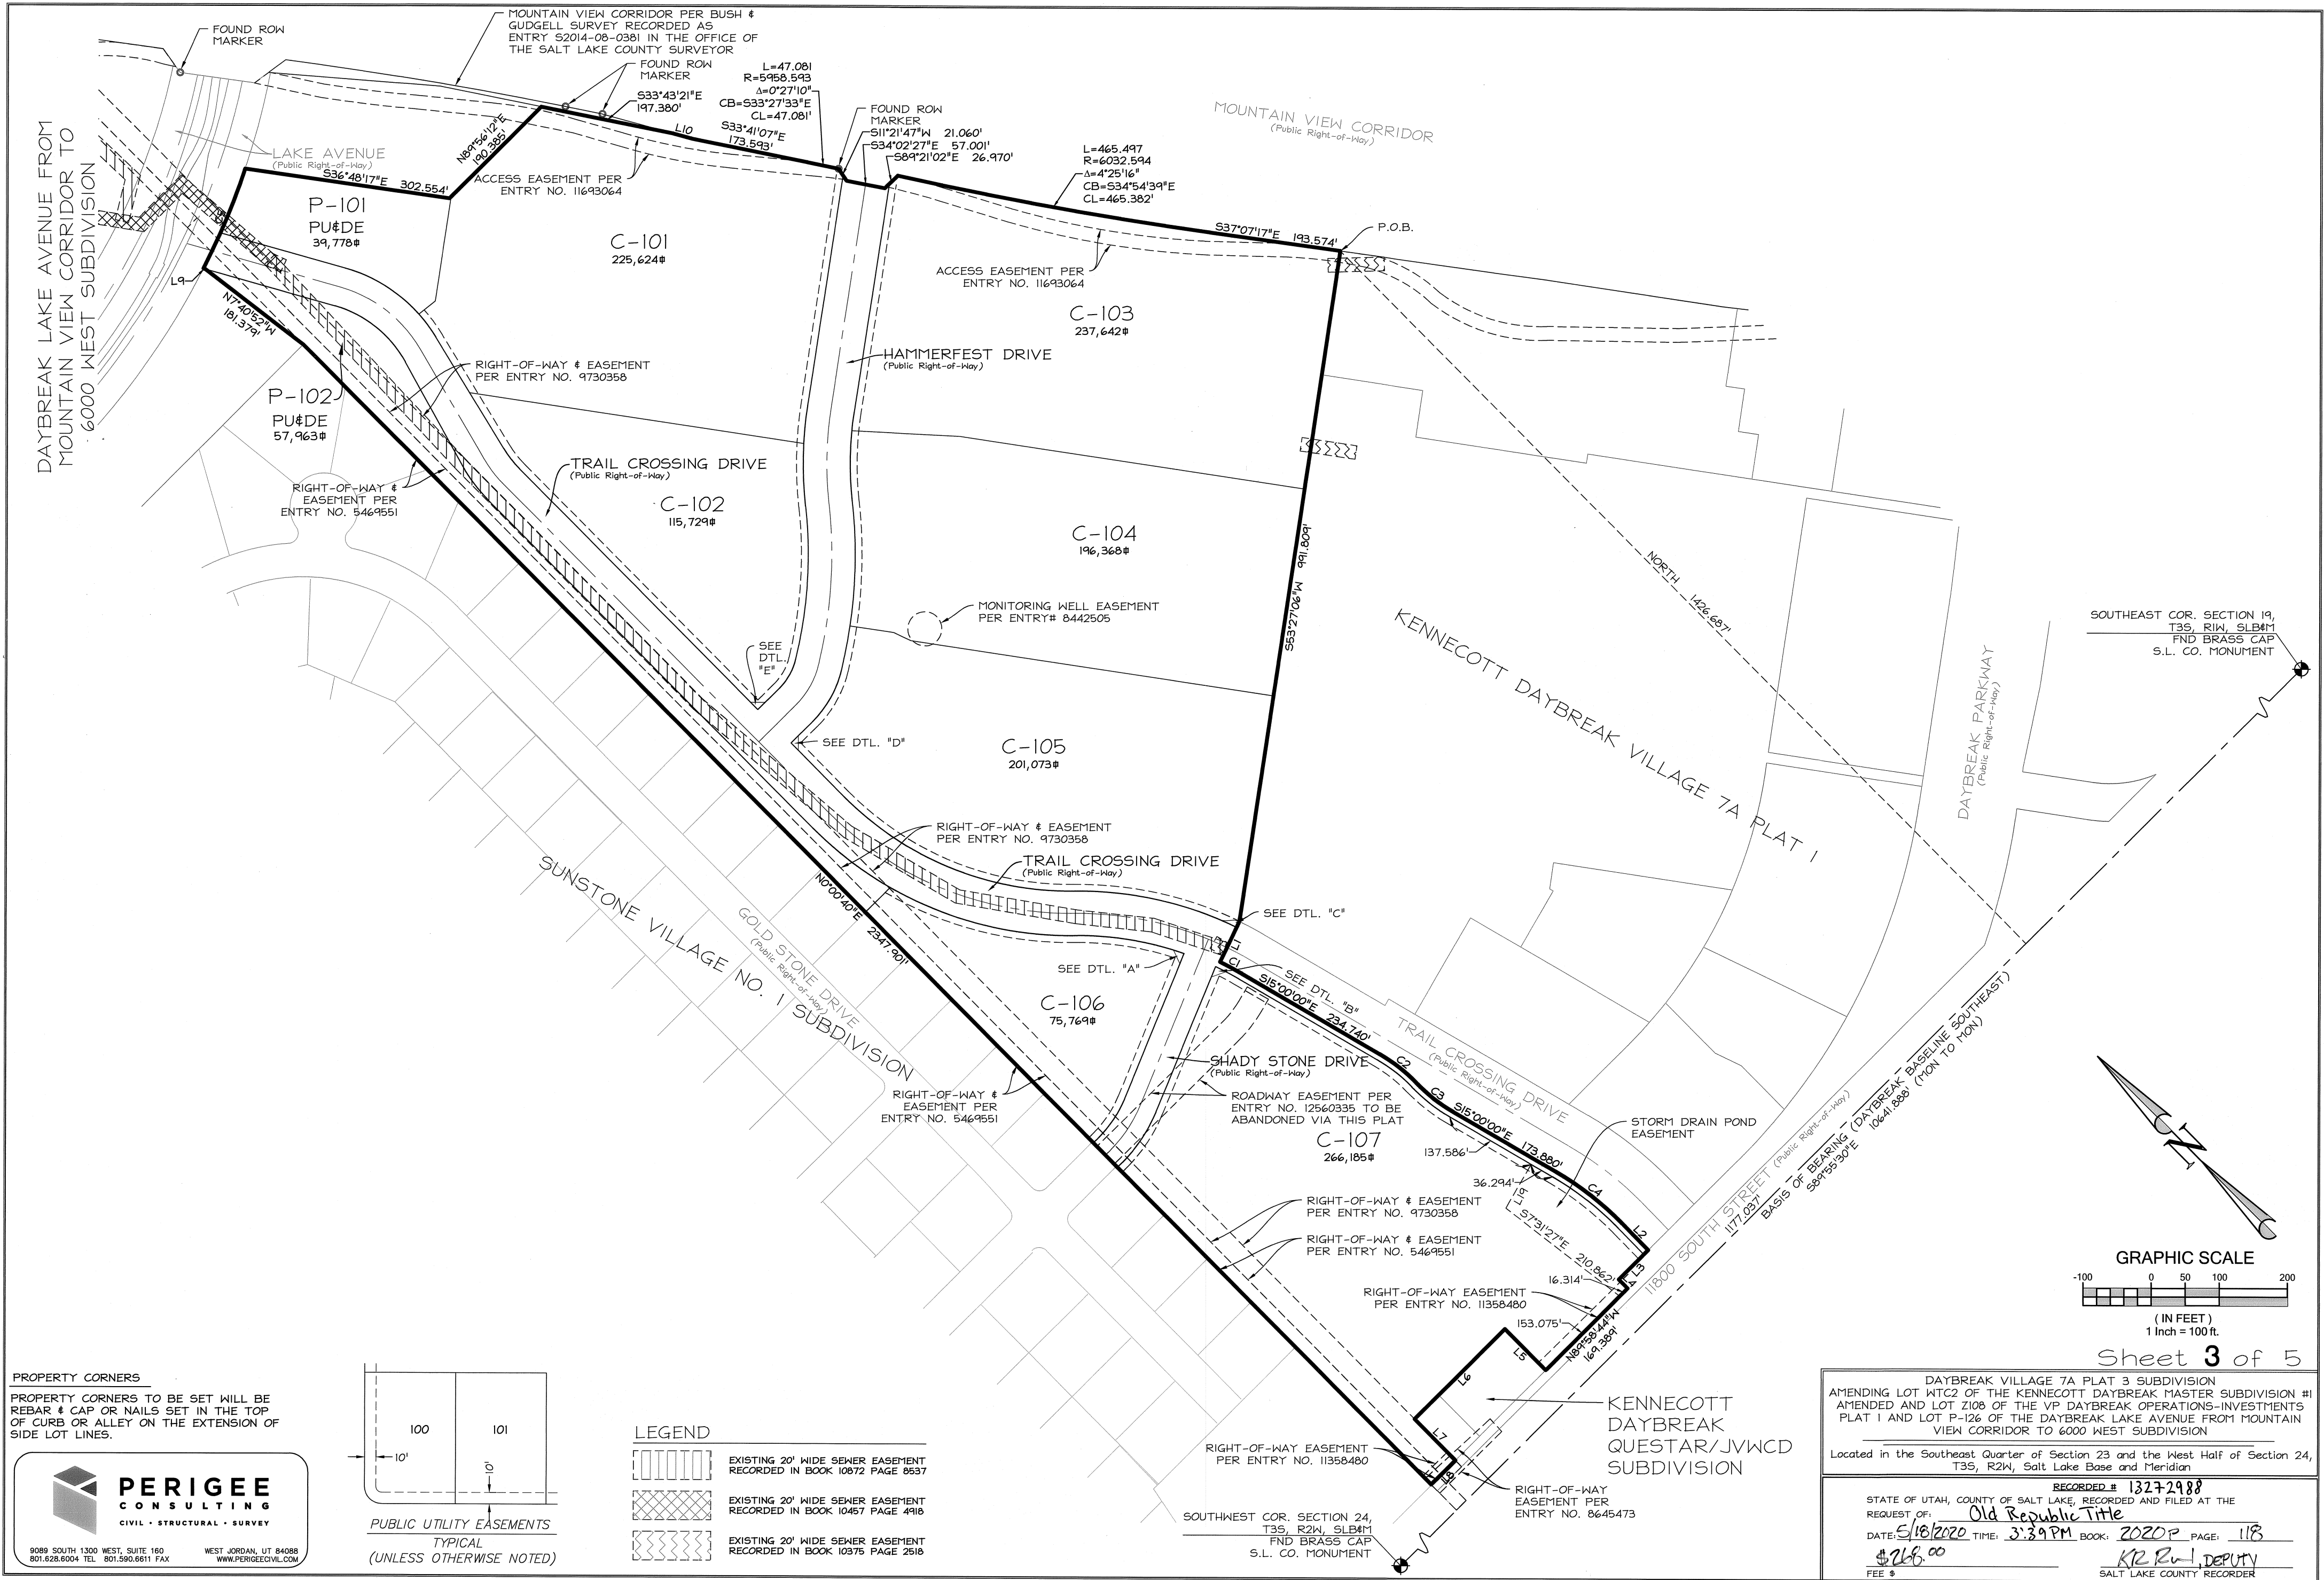 FOUND ROW
MARKER
MOUNTAIN VIEW CORRIDOR PER BUSH &
GUDGELL SURVEY RECORDED AS
ENTRY S2014-08-0381 IN THE OFFICE OF
THE SALT LAKE COUNTY SURVEYOR
FOUND ROW
MARKER
S33°43'21"E
197.380'
L=47.081
R=5958.593
Δ=0°27'10"
CB=S33°27'33"E
CL=47.081'
L10
S33°41'07"E
173.593'
FOUND ROW
MARKER
S11°21'47"W 21.060'
S34°02'27"E 57.001'
S89°21'02"E 26.970'
MOUNTAIN VIEW CORRIDOR
(Public Right-of-Way)
L=465.497
R=6032.594
Δ=4°25'16"
CB=S34°54'39"E
CL=465.382'
S37°07'17"E 193.574'
P.O.B.
DAYBREAK LAKE AVENUE FROM
MOUNTAIN VIEW CORRIDOR TO
6000 WEST SUBDIVISION
LAKE AVENUE
(Public Right-of-Way)
N89°56'12"E
190.385'
S36°48'17"E 302.554'
ACCESS EASEMENT PER
ENTRY NO. 11693064
P-101
PU&DE
39,778
C-101
225,624
ACCESS EASEMENT PER
ENTRY NO. 11693064
C-103
237,642
L9
N7°40'52"W
181.379'
HAMMERFEST DRIVE
(Public Right-of-Way)
RIGHT-OF-WAY & EASEMENT
PER ENTRY NO. 9730358
P-102
PU&DE
57,963
TRAIL CROSSING DRIVE
(Public Right-of-Way)
RIGHT-OF-WAY &
EASEMENT PER
ENTRY NO. 5469551
C-102
115,729
C-104
196,368
S53°27'06"W 991.809'
NORTH 1426.687'
MONITORING WELL EASEMENT
PER ENTRY# 8442505
KENNECOTT DAYBREAK VILLAGE 7A PLAT 1
SOUTHEAST COR. SECTION 19,
T3S, R1W, SLB&M
FND BRASS CAP
S.L. CO. MONUMENT
DAYBREAK PARKWAY
(Public Right-of-Way)
SEE
DTL.
"E"
SEE DTL. "D"
C-105
201,073
RIGHT-OF-WAY & EASEMENT
PER ENTRY NO. 9730358
TRAIL CROSSING DRIVE
(Public Right-of-Way)
SUNSTONE VILLAGE NO. 1 SUBDIVISION
GOLD STONE DRIVE
(Public Right-of-Way)
N0°00'40"E 2347.901'
SEE DTL. "C"
L1
C1
SEE DTL. "A"
SEE DTL. "B"
S15°00'00"E 234.740'
C-106
75,769
TRAIL CROSSING DRIVE
(Public Right-of-Way)
C2
C3
S15°00'00"E 173.880'
SHADY STONE DRIVE
(Public Right-of-Way)
RIGHT-OF-WAY &
EASEMENT PER
ENTRY NO. 5469551
ROADWAY EASEMENT PER
ENTRY NO. 12560335 TO BE
ABANDONED VIA THIS PLAT
C-107
266,185
137.586'
36.294'
STORM DRAIN POND
EASEMENT
C4
L2
L19
S7°31'27"E 210.862'
L3
L4
16.314'
RIGHT-OF-WAY & EASEMENT
PER ENTRY NO. 9730358
RIGHT-OF-WAY & EASEMENT
PER ENTRY NO. 5469551
RIGHT-OF-WAY EASEMENT
PER ENTRY NO. 11358480
153.075'
N89°58'44"W
169.389'
11800 SOUTH STREET (Public Right-of-Way)
1177.037'
BASIS OF BEARING (DAYBREAK BASELINE SOUTHEAST)
S89°55'30"E 10641.888' (MON TO MON)
L5
L6
L7
L8
KENNECOTT
DAYBREAK
QUESTAR/JVWCD
SUBDIVISION
RIGHT-OF-WAY EASEMENT
PER ENTRY NO. 11358480
RIGHT-OF-WAY
EASEMENT PER
ENTRY NO. 8645473
SOUTHWEST COR. SECTION 24,
T3S, R2W, SLB&M
FND BRASS CAP
S.L. CO. MONUMENT
N
GRAPHIC SCALE
-100 0 50 100 200
( IN FEET )
1 Inch = 100 ft.
Sheet 3 of 5
PROPERTY CORNERS
PROPERTY CORNERS TO BE SET WILL BE
REBAR & CAP OR NAILS SET IN THE TOP
OF CURB OR ALLEY ON THE EXTENSION OF
SIDE LOT LINES.
PERIGEE
CONSULTING
CIVIL • STRUCTURAL • SURVEY
9089 SOUTH 1300 WEST, SUITE 160 WEST JORDAN, UT 84088
801.628.6004 TEL 801.590.6611 FAX WWW.PERIGEECIVIL.COM
100 101
10'
10'
PUBLIC UTILITY EASEMENTS
TYPICAL
(UNLESS OTHERWISE NOTED)
LEGEND
EXISTING 20' WIDE SEWER EASEMENT
RECORDED IN BOOK 10872 PAGE 8537
EXISTING 20' WIDE SEWER EASEMENT
RECORDED IN BOOK 10457 PAGE 4918
EXISTING 20' WIDE SEWER EASEMENT
RECORDED IN BOOK 10375 PAGE 2518
DAYBREAK VILLAGE 7A PLAT 3 SUBDIVISION
AMENDING LOT WTC2 OF THE KENNECOTT DAYBREAK MASTER SUBDIVISION #1
AMENDED AND LOT Z108 OF THE VP DAYBREAK OPERATIONS-INVESTMENTS
PLAT 1 AND LOT P-126 OF THE DAYBREAK LAKE AVENUE FROM MOUNTAIN
VIEW CORRIDOR TO 6000 WEST SUBDIVISION
Located in the Southeast Quarter of Section 23 and the West Half of Section 24,
T3S, R2W, Salt Lake Base and Meridian
RECORDED # 13272988
STATE OF UTAH, COUNTY OF SALT LAKE, RECORDED AND FILED AT THE
REQUEST OF: Old Republic Title
DATE: 5/18/2020 TIME: 3:39 PM BOOK: 2020P PAGE: 118
$268.00 , DEPUTY
FEE $ SALT LAKE COUNTY RECORDER